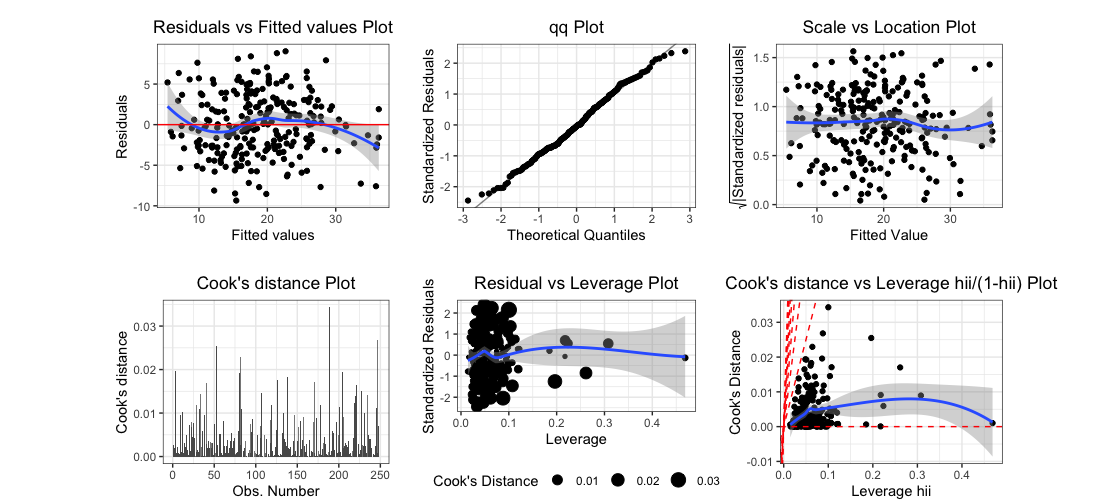 Residuals vs Fitted values Plot
Residuals
5
0
-5
-10
10 20 30
Fitted values
qq Plot
Standardized Residuals
2
1
0
-1
-2
-3 -2 -1 0 1 2 3
Theoretical Quantiles
Scale vs Location Plot
√|Standardized residuals|
1.5
1.0
0.5
0.0
10 20 30
Fitted Value
Cook's distance Plot
Cook's distance
0.03
0.02
0.01
0.00
0 50 100 150 200 250
Obs. Number
Residual vs Leverage Plot
Standardized Residuals
2
1
0
-1
-2
0.0 0.1 0.2 0.3 0.4
Leverage
Cook's Distance 0.01 0.02 0.03
Cook's distance vs Leverage hii/(1-hii) Plot
Cook's Distance
0.03
0.02
0.01
0.00
-0.01
0.0 0.1 0.2 0.3 0.4
Leverage hii